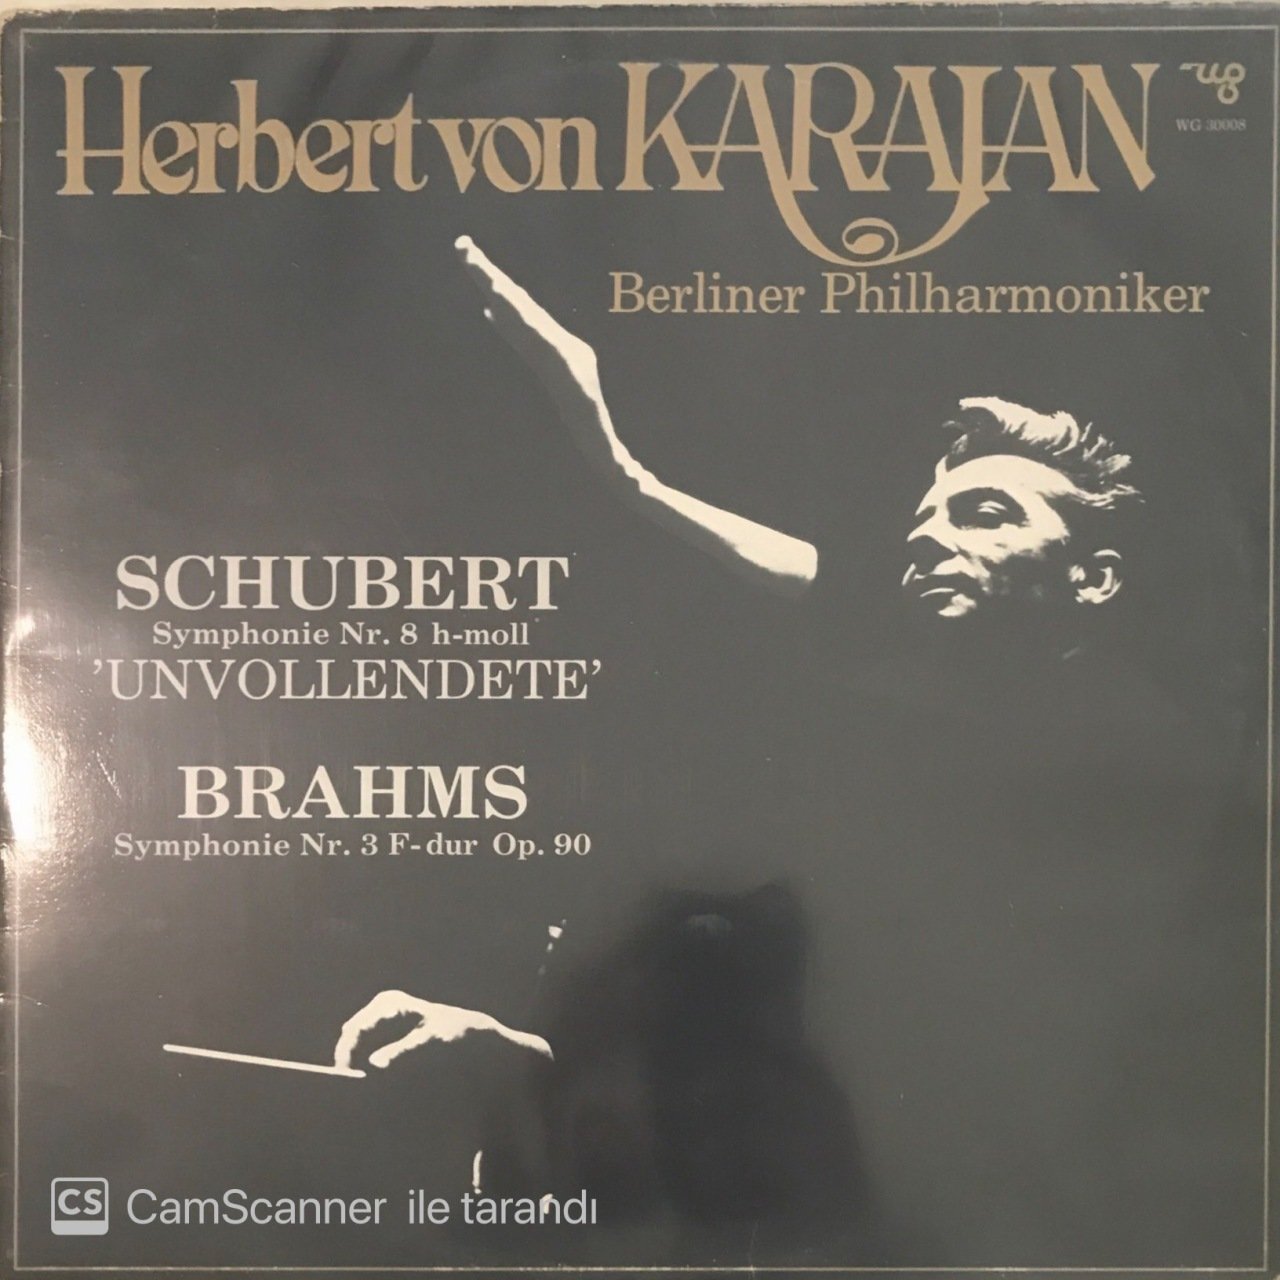 Herbert von KARAJAN
wg
WG 30008
Berliner Philharmoniker
SCHUBERT
Symphonie Nr. 8 h-moll
'UNVOLLENDETE'
BRAHMS
Symphonie Nr. 3 F-dur Op. 90
CS CamScanner ile tarandı